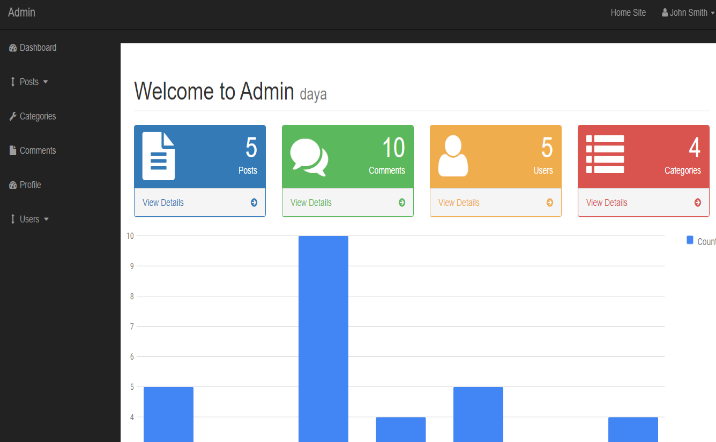 Admin
Home Site
John Smith
Dashboard
Posts
Categories
Comments
Profile
Users
Welcome to Admin daya
5
Posts
View Details
10
Comments
View Details
5
Users
View Details
4
Categories
View Details
10
9
8
7
6
5
4
Count